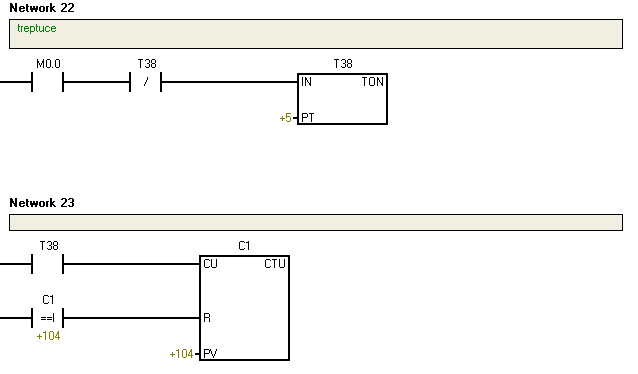 Network 22
treptuce
M0.0 T38 T38
/ IN TON
+5 PT
Network 23
T38 C1
CU CTU
C1
==I R
+104
+104 PV